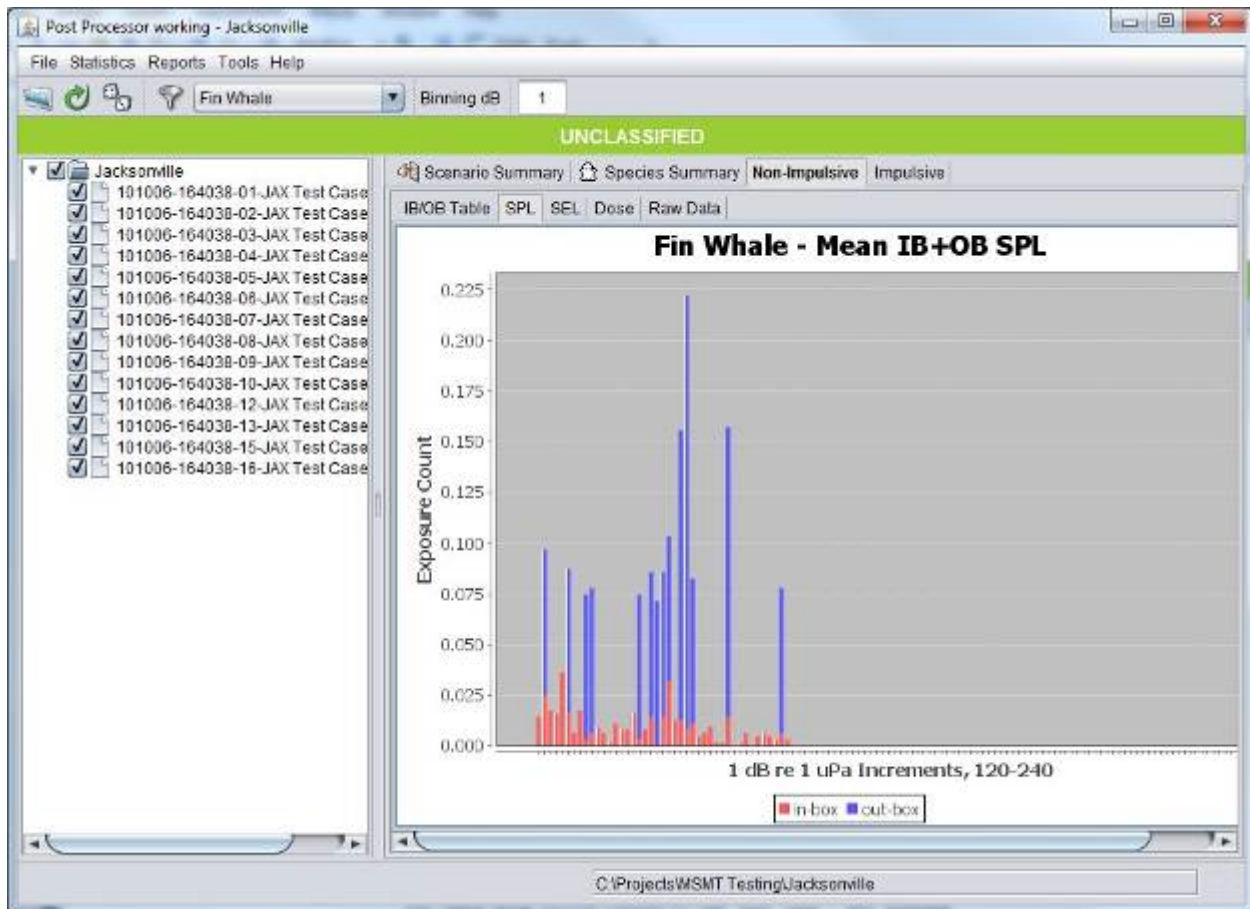 Post Processor working - Jacksonville
File Statistics Reports Tools Help
Fin Whale Binning dB 1
UNCLASSIFIED
Jacksonville
101006-164038-01-JAX Test Case
101006-164038-02-JAX Test Case
101006-164038-03-JAX Test Case
101006-164038-04-JAX Test Case
101006-164038-05-JAX Test Case
101006-164038-06-JAX Test Case
101006-164038-07-JAX Test Case
101006-164038-08-JAX Test Case
101006-164038-09-JAX Test Case
101006-164038-10-JAX Test Case
101006-164038-12-JAX Test Case
101006-164038-13-JAX Test Case
101006-164038-15-JAX Test Case
101006-164038-16-JAX Test Case
Scenario Summary Species Summary Non-Impulsive Impulsive
IB/OB Table SPL SEL Dose Raw Data
Fin Whale - Mean IB+OB SPL
Exposure Count
0.225
0.200
0.175
0.150
0.125
0.100
0.075
0.050
0.025
0.000
1 dB re 1 uPa Increments, 120-240
in-box out-box
C:\Projects\MSMT Testing\Jacksonville